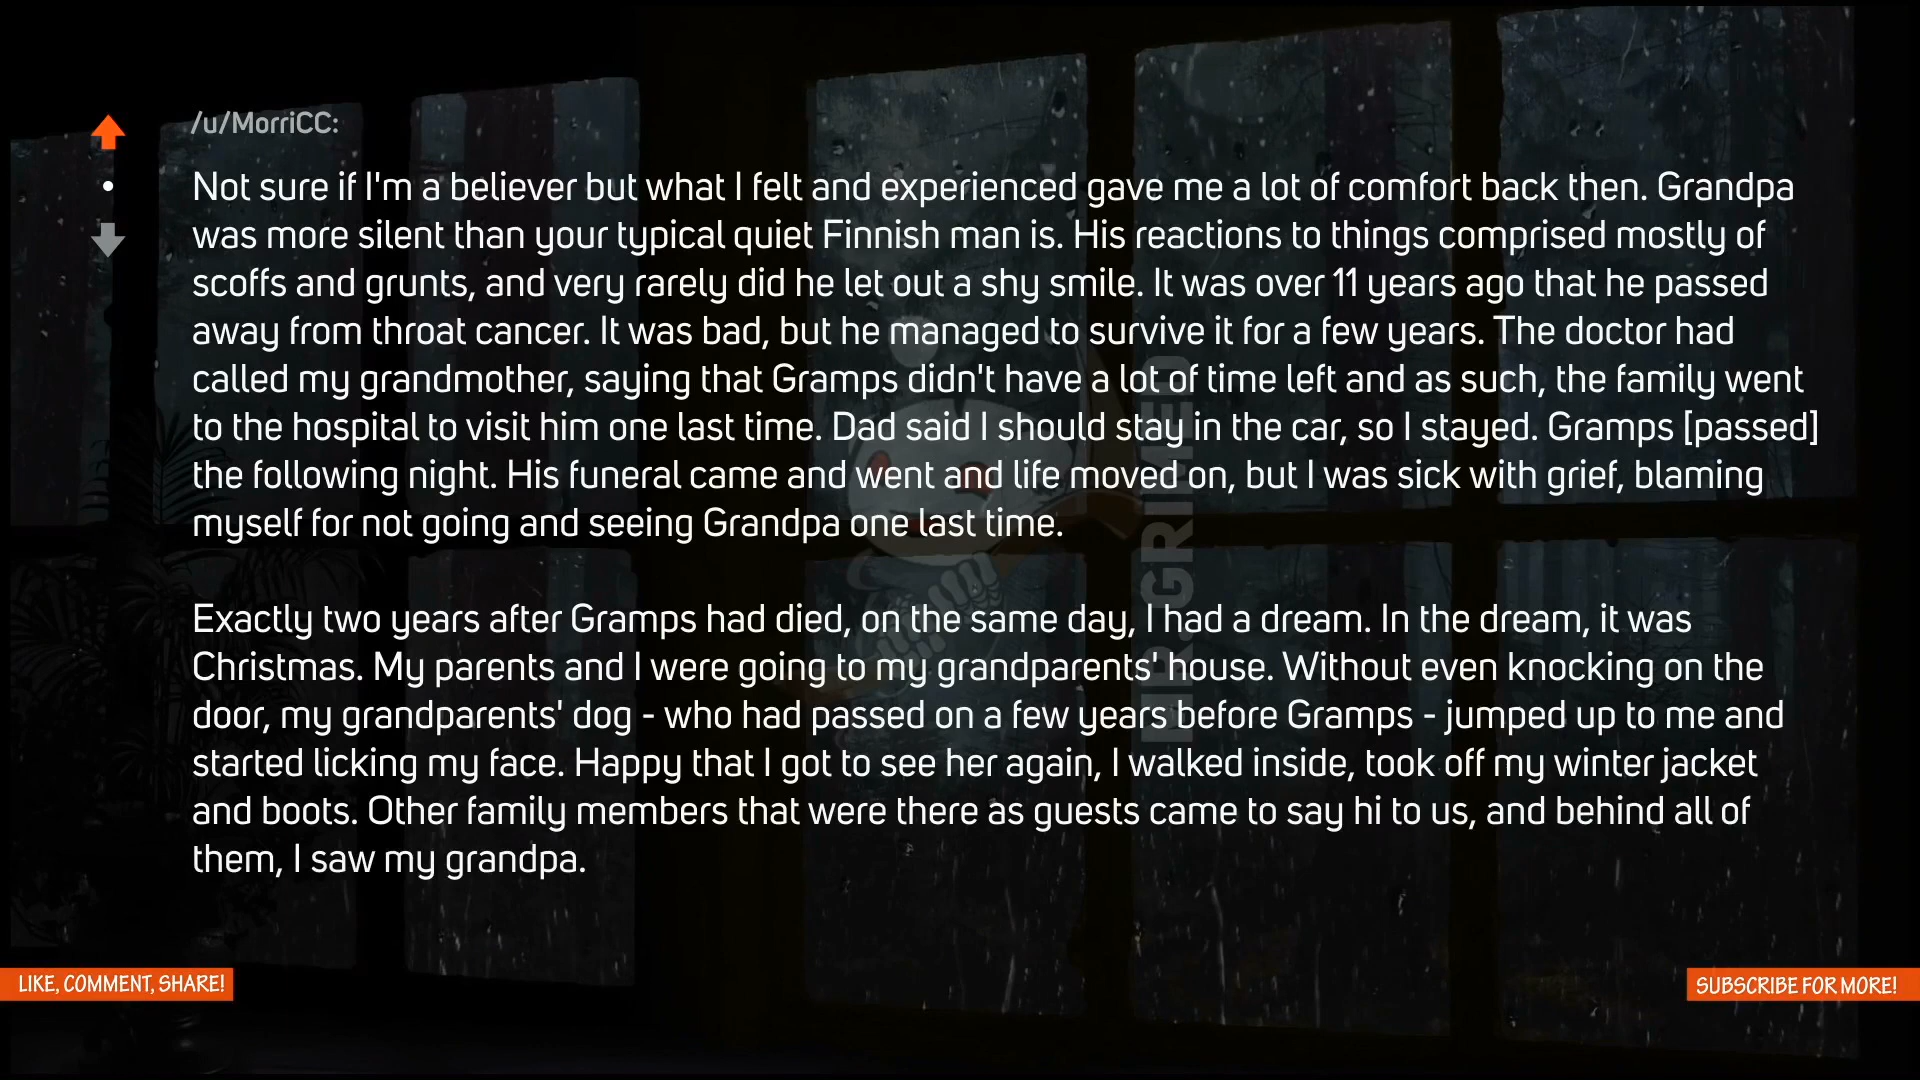 /u/MorriCC:
Not sure if I'm a believer but what I felt and experienced gave me a lot of comfort back then. Grandpa
was more silent than your typical quiet Finnish man is. His reactions to things comprised mostly of
scoffs and grunts, and very rarely did he let out a shy smile. It was over 11 years ago that he passed
away from throat cancer. It was bad, but he managed to survive it for a few years. The doctor had
called my grandmother, saying that Gramps didn't have a lot of time left and as such, the family went
to the hospital to visit him one last time. Dad said I should stay in the car, so I stayed. Gramps [passed]
the following night. His funeral came and went and life moved on, but I was sick with grief, blaming
myself for not going and seeing Grandpa one last time.
Exactly two years after Gramps had died, on the same day, I had a dream. In the dream, it was
Christmas. My parents and I were going to my grandparents' house. Without even knocking on the
door, my grandparents' dog - who had passed on a few years before Gramps - jumped up to me and
started licking my face. Happy that I got to see her again, I walked inside, took off my winter jacket
and boots. Other family members that were there as guests came to say hi to us, and behind all of
them, I saw my grandpa.
MR.GRIMED
LIKE, COMMENT, SHARE!
SUBSCRIBE FOR MORE!